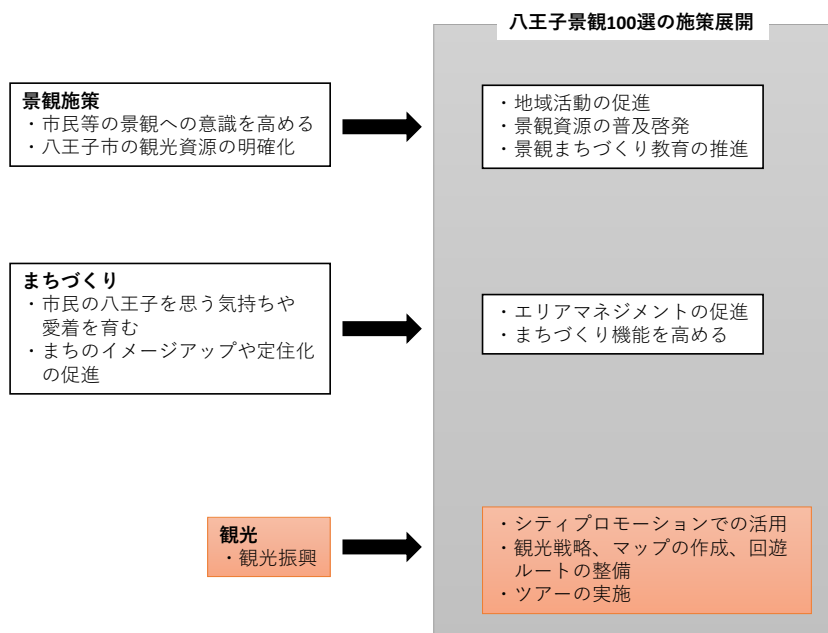 八王子景観100選の施策展開
景観施策
・市民等の景観への意識を高める
・八王子市の観光資源の明確化
・地域活動の促進
・景観資源の普及啓発
・景観まちづくり教育の推進
まちづくり
・市民の八王子を思う気持ちや
愛着を育む
・まちのイメージアップや定住化
の促進
・エリアマネジメントの促進
・まちづくり機能を高める
観光
・観光振興
・シティプロモーションでの活用
・観光戦略、マップの作成、回遊
ルートの整備
・ツアーの実施